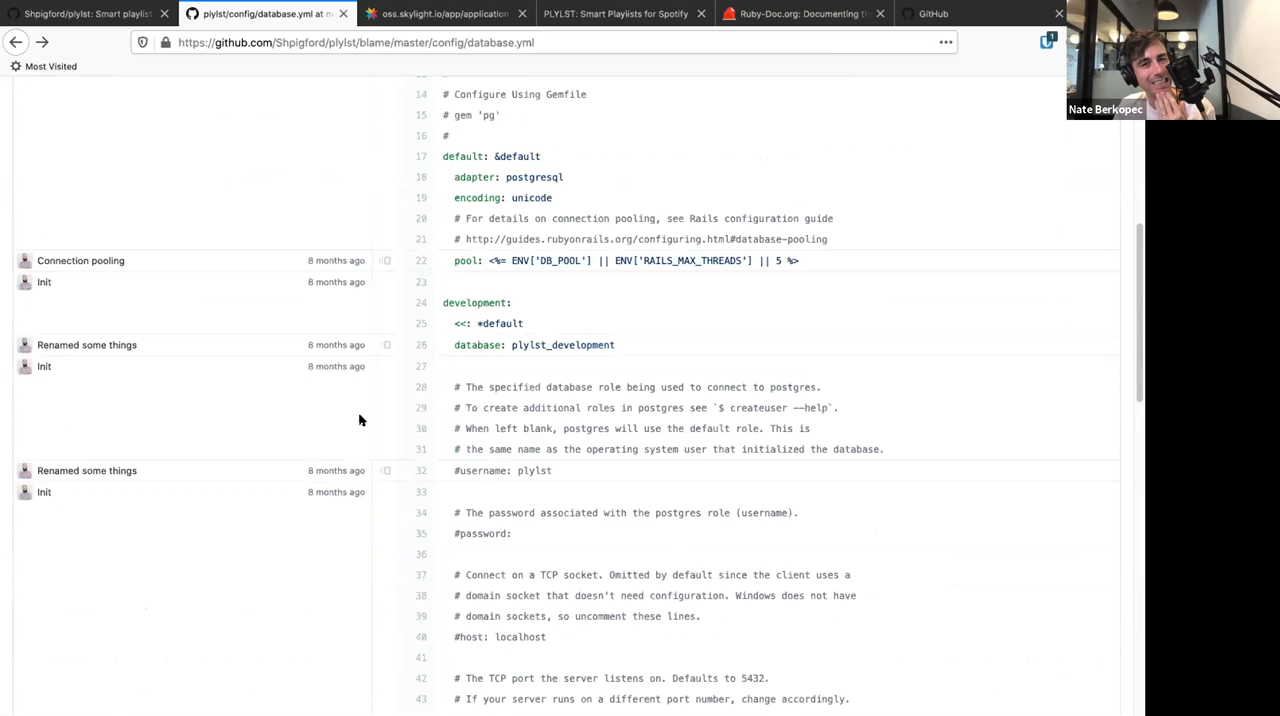 Shpigford/plylst: Smart playlist
plylst/config/database.yml at m
oss.skylight.io/app/application
PLYLST: Smart Playlists for Spotify
Ruby-Doc.org: Documenting th
GitHub
https://github.com/Shpigford/plylst/blame/master/config/database.yml
1
Most Visited
Nate Berkopec
14 # Configure Using Gemfile
15 # gem 'pg'
16 #
17 default: &default
18 adapter: postgresql
19 encoding: unicode
20 # For details on connection pooling, see Rails configuration guide
21 # http://guides.rubyonrails.org/configuring.html#database-pooling
Connection pooling 8 months ago 22 pool: <%= ENV['DB_POOL'] || ENV['RAILS_MAX_THREADS'] || 5 %>
Init 8 months ago 23
24 development:
25 <<: *default
Renamed some things 8 months ago 26 database: plylst_development
Init 8 months ago 27
28 # The specified database role being used to connect to postgres.
29 # To create additional roles in postgres see `$ createuser --help`.
30 # When left blank, postgres will use the default role. This is
31 # the same name as the operating system user that initialized the database.
Renamed some things 8 months ago 32 #username: plylst
Init 8 months ago 33
34 # The password associated with the postgres role (username).
35 #password:
36
37 # Connect on a TCP socket. Omitted by default since the client uses a
38 # domain socket that doesn't need configuration. Windows does not have
39 # domain sockets, so uncomment these lines.
40 #host: localhost
41
42 # The TCP port the server listens on. Defaults to 5432.
43 # If your server runs on a different port number, change accordingly.